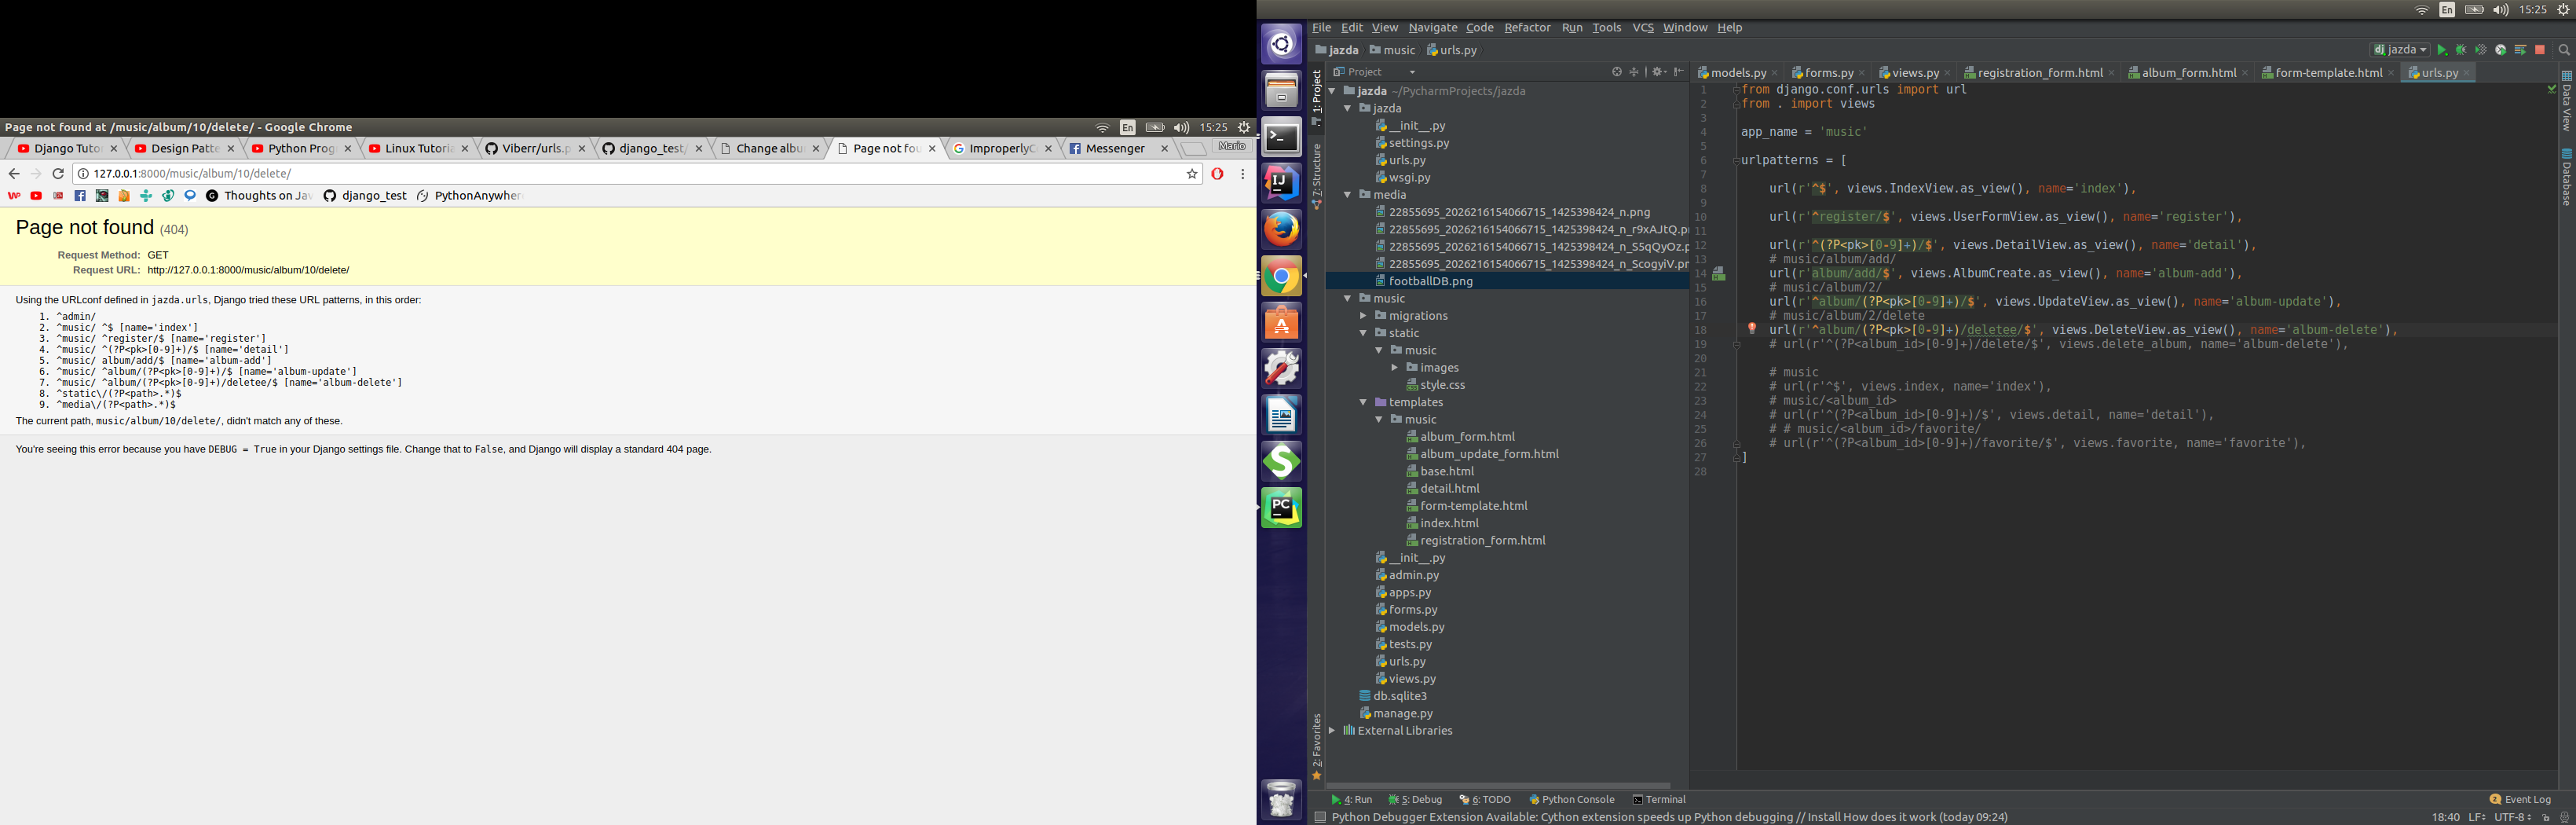 Page not found at /music/album/10/delete/ - Google Chrome
En
15:25
Django Tutor
Design Patte
Python Prog
Linux Tutoria
Viberr/urls.p
django_test/
Change albu
Page not fou
ImproperlyC
Messenger
Mario
127.0.0.1:8000/music/album/10/delete/
Thoughts on Jav
django_test
PythonAnywher
Page not found (404)
Request Method: GET
Request URL: http://127.0.0.1:8000/music/album/10/delete/
Using the URLconf defined in jazda.urls, Django tried these URL patterns, in this order:
1. ^admin/
2. ^music/ ^$ [name='index']
3. ^music/ ^register/$ [name='register']
4. ^music/ ^(?P<pk>[0-9]+)/$ [name='detail']
5. ^music/ album/add/$ [name='album-add']
6. ^music/ ^album/(?P<pk>[0-9]+)/$ [name='album-update']
7. ^music/ ^album/(?P<pk>[0-9]+)/deletee/$ [name='album-delete']
8. ^static\/(?P<path>.*)$
9. ^media\/(?P<path>.*)$
The current path, music/album/10/delete/, didn't match any of these.
You're seeing this error because you have DEBUG = True in your Django settings file. Change that to False, and Django will display a standard 404 page.
En
15:25
File Edit View Navigate Code Refactor Run Tools VCS Window Help
jazda music urls.py
dj jazda
Project
models.py
forms.py
views.py
registration_form.html
album_form.html
form-template.html
urls.py
1: Project
7: Structure
2: Favorites
jazda ~/PycharmProjects/jazda
jazda
__init__.py
settings.py
urls.py
wsgi.py
media
22855695_2026216154066715_1425398424_n.png
22855695_2026216154066715_1425398424_n_r9xAJtQ.pn
22855695_2026216154066715_1425398424_n_S5qQyOz.p
22855695_2026216154066715_1425398424_n_ScogyiV.pn
footballDB.png
music
migrations
static
music
images
style.css
templates
music
album_form.html
album_update_form.html
base.html
detail.html
form-template.html
index.html
registration_form.html
__init__.py
admin.py
apps.py
forms.py
models.py
tests.py
urls.py
views.py
db.sqlite3
manage.py
External Libraries
1 from django.conf.urls import url
2 from . import views
3
4 app_name = 'music'
5
6 urlpatterns = [
7
8 url(r'^$', views.IndexView.as_view(), name='index'),
9
10 url(r'^register/$', views.UserFormView.as_view(), name='register'),
11
12 url(r'^(?P<pk>[0-9]+)/$', views.DetailView.as_view(), name='detail'),
13 # music/album/add/
14 url(r'album/add/$', views.AlbumCreate.as_view(), name='album-add'),
15 # music/album/2/
16 url(r'^album/(?P<pk>[0-9]+)/$', views.UpdateView.as_view(), name='album-update'),
17 # music/album/2/delete
18 url(r'^album/(?P<pk>[0-9]+)/deletee/$', views.DeleteView.as_view(), name='album-delete'),
19 # url(r'^(?P<album_id>[0-9]+)/delete/$', views.delete_album, name='album-delete'),
20
21 # music
22 # url(r'^$', views.index, name='index'),
23 # music/<album_id>
24 # url(r'^(?P<album_id>[0-9]+)/$', views.detail, name='detail'),
25 # # music/<album_id>/favorite/
26 # url(r'^(?P<album_id>[0-9]+)/favorite/$', views.favorite, name='favorite'),
27 ]
28
Data View
Database
4: Run
5: Debug
6: TODO
Python Console
Terminal
2 Event Log
Python Debugger Extension Available: Cython extension speeds up Python debugging // Install How does it work (today 09:24)
18:40 LF UTF-8